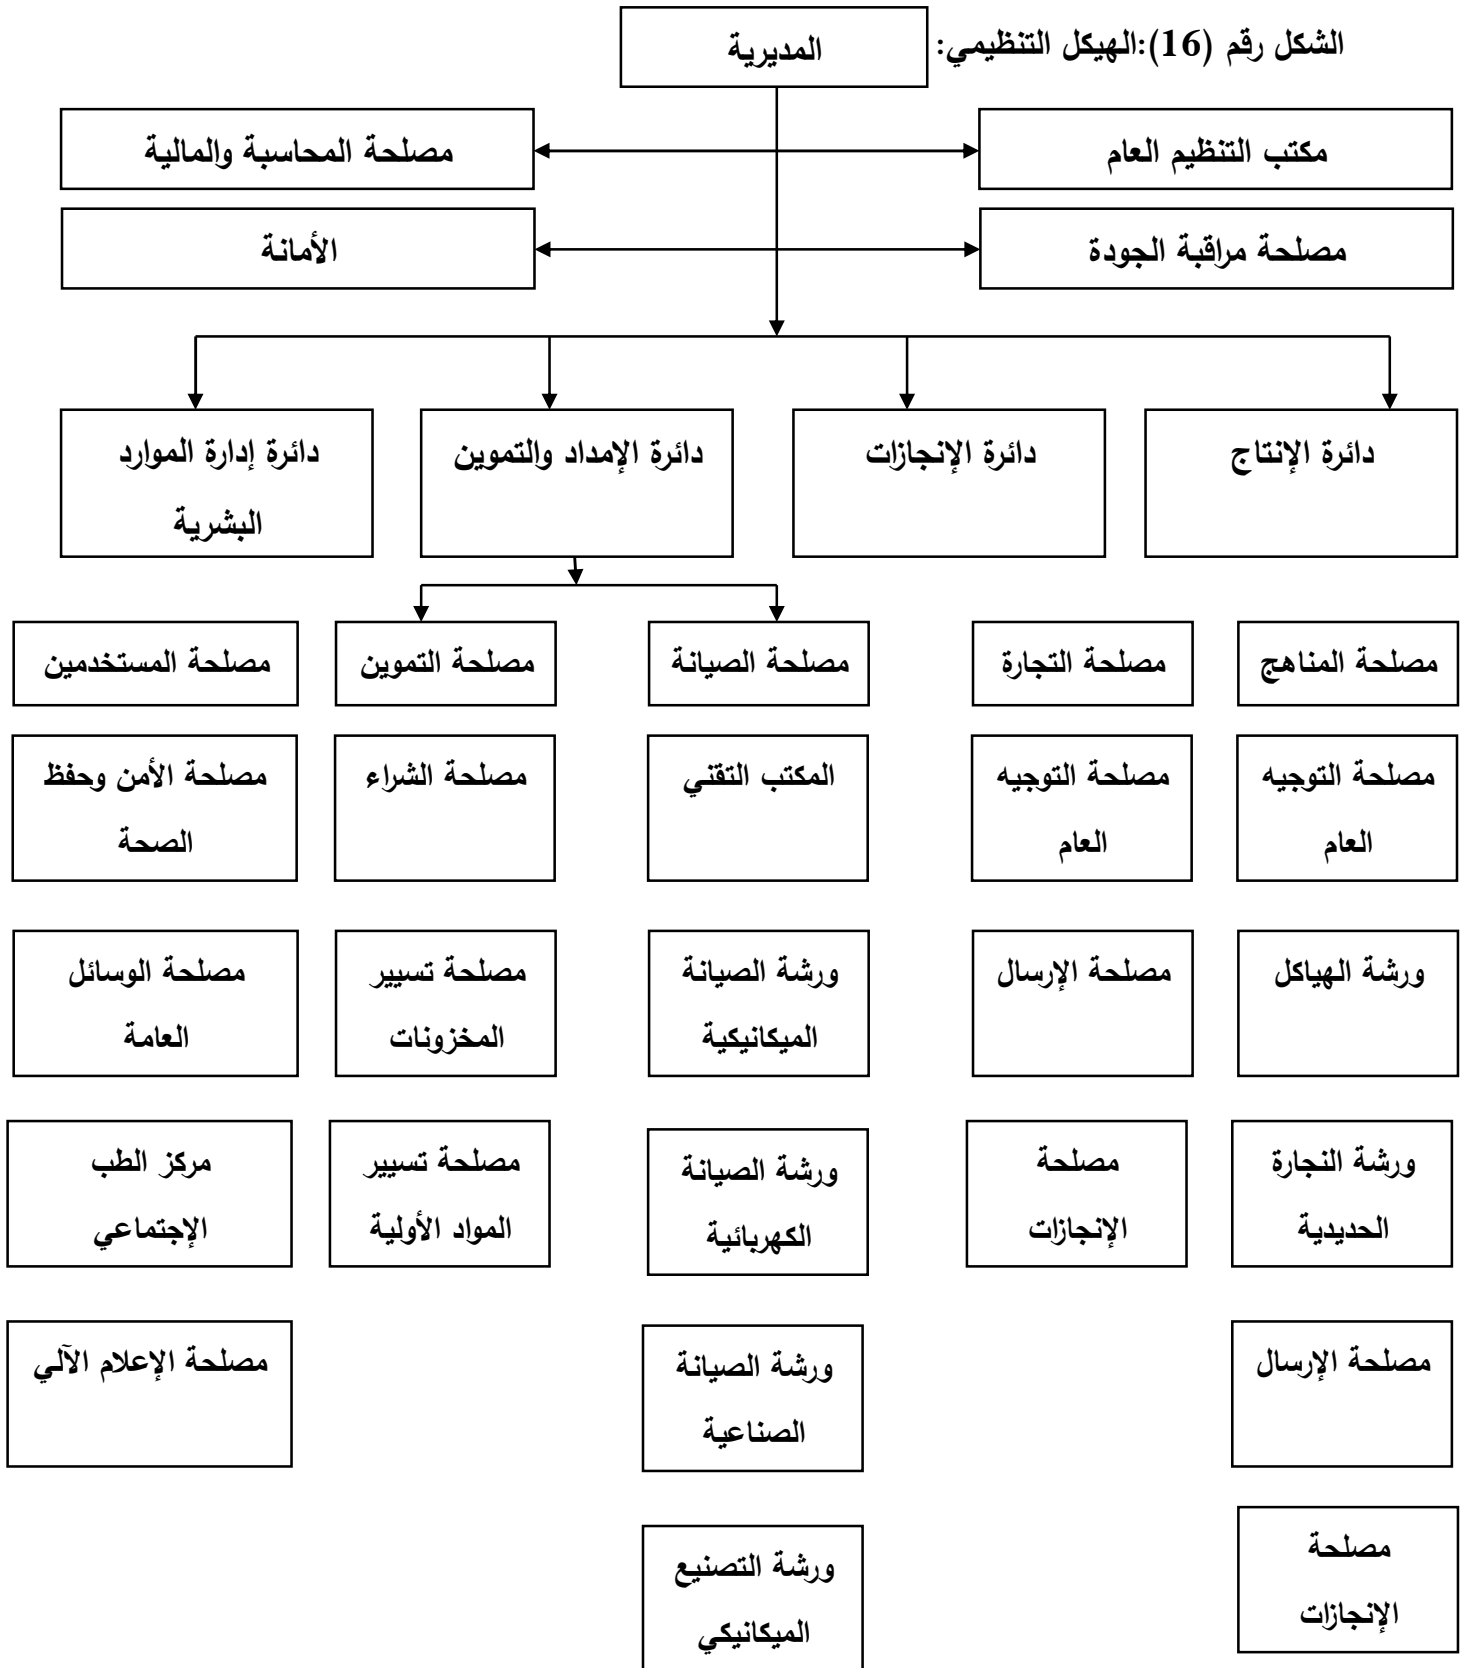 الشكل رقم (16):الهيكل التنظيمي:
المديرية
مكتب التنظيم العام
مصلحة المحاسبة والمالية
مصلحة مراقبة الجودة
الأمانة
دائرة الإنتاج
دائرة الإنجازات
دائرة الإمداد والتموين
دائرة إدارة الموارد
البشرية
مصلحة المناهج
مصلحة التجارة
مصلحة الصيانة
مصلحة التموين
مصلحة المستخدمين
مصلحة التوجيه
العام
مصلحة التوجيه
العام
المكتب التقني
مصلحة الشراء
مصلحة الأمن وحفظ
الصحة
ورشة الهياكل
مصلحة الإرسال
ورشة الصيانة
الميكانيكية
مصلحة تسيير
المخزونات
مصلحة الوسائل
العامة
ورشة النجارة
الحديدية
مصلحة
الإنجازات
ورشة الصيانة
الكهربائية
مصلحة تسيير
المواد الأولية
مركز الطب
الإجتماعي
مصلحة الإرسال
ورشة الصيانة
الصناعية
مصلحة الإعلام الآلي
مصلحة
الإنجازات
ورشة التصنيع
الميكانيكي